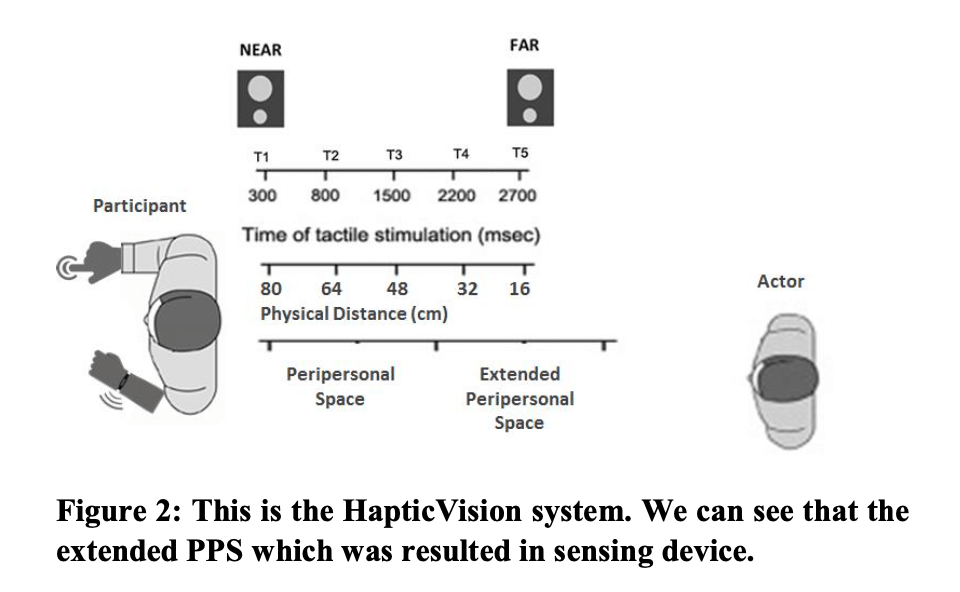 NEAR
FAR
T1 T2 T3 T4 T5
300 800 1500 2200 2700
Participant
Time of tactile stimulation (msec)
80 64 48 32 16
Actor
Physical Distance (cm)
Peripersonal
Space
Extended
Peripersonal
Space
Figure 2: This is the HapticVision system. We can see that the
extended PPS which was resulted in sensing device.